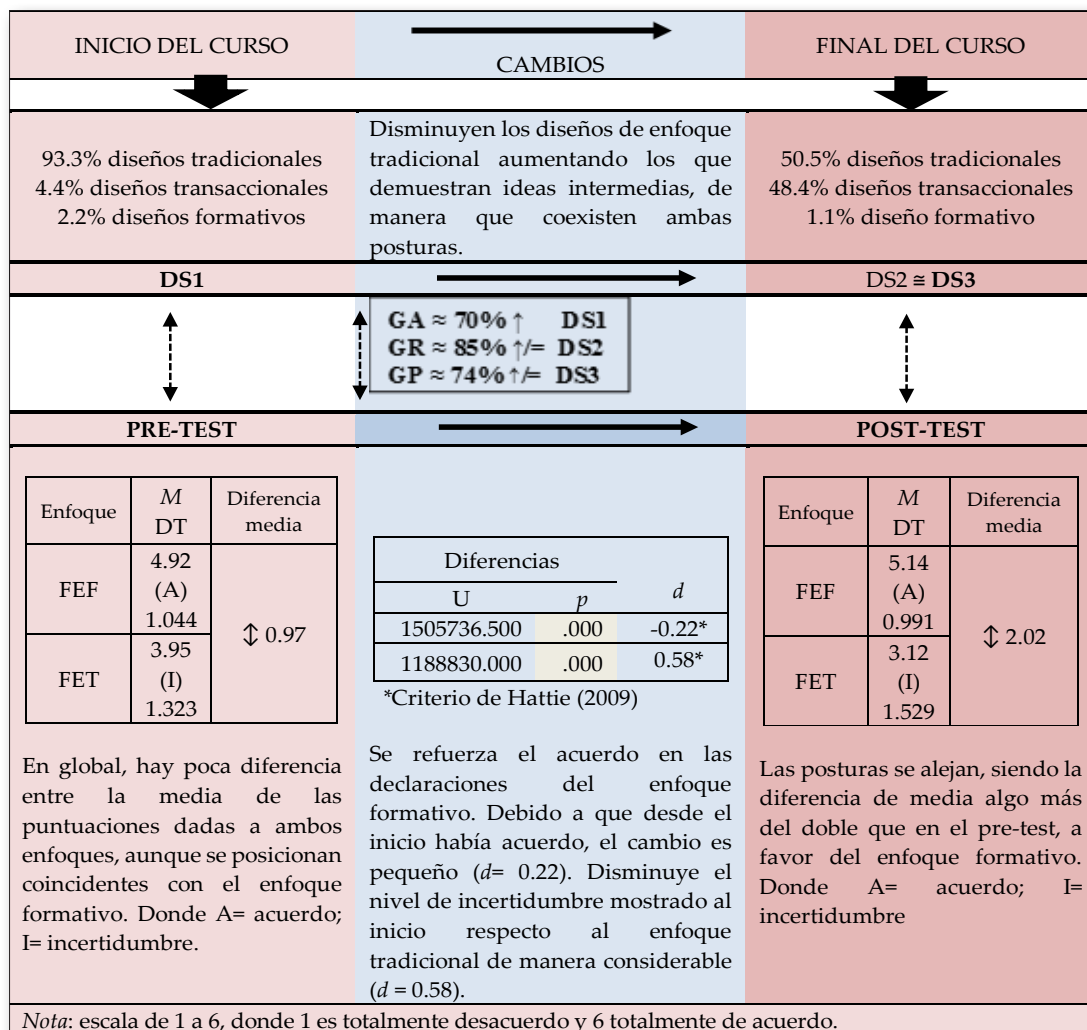 INICIO DEL CURSO
CAMBIOS
FINAL DEL CURSO
93.3% diseños tradicionales
4.4% diseños transaccionales
2.2% diseños formativos
Disminuyen los diseños de enfoque
tradicional aumentando los que
demuestran ideas intermedias, de
manera que coexisten ambas
posturas.
50.5% diseños tradicionales
48.4% diseños transaccionales
1.1% diseño formativo
DS1
DS2 ≅ DS3
GA ≈ 70% ↑ DS1
GR ≈ 85% ↑/= DS2
GP ≈ 74% ↑/= DS3
PRE-TEST
POST-TEST
Enfoque M Diferencia
DT media
FEF 4.92
(A)
1.044
↕ 0.97
FET 3.95
(I)
1.323
En global, hay poca diferencia
entre la media de las
puntuaciones dadas a ambos
enfoques, aunque se posicionan
coincidentes con el enfoque
formativo. Donde A= acuerdo;
I= incertidumbre.
Diferencias d
U p
1505736.500 .000 -0.22*
1188830.000 .000 0.58*
*Criterio de Hattie (2009)
Se refuerza el acuerdo en las
declaraciones del enfoque
formativo. Debido a que desde el
inicio había acuerdo, el cambio es
pequeño (d= 0.22). Disminuye el
nivel de incertidumbre mostrado al
inicio respecto al enfoque
tradicional de manera considerable
(d = 0.58).
Enfoque M Diferencia
DT media
FEF 5.14
(A)
0.991
↕ 2.02
FET 3.12
(I)
1.529
Las posturas se alejan, siendo la
diferencia de media algo más
del doble que en el pre-test, a
favor del enfoque formativo.
Donde A= acuerdo; I=
incertidumbre
Nota: escala de 1 a 6, donde 1 es totalmente desacuerdo y 6 totalmente de acuerdo.